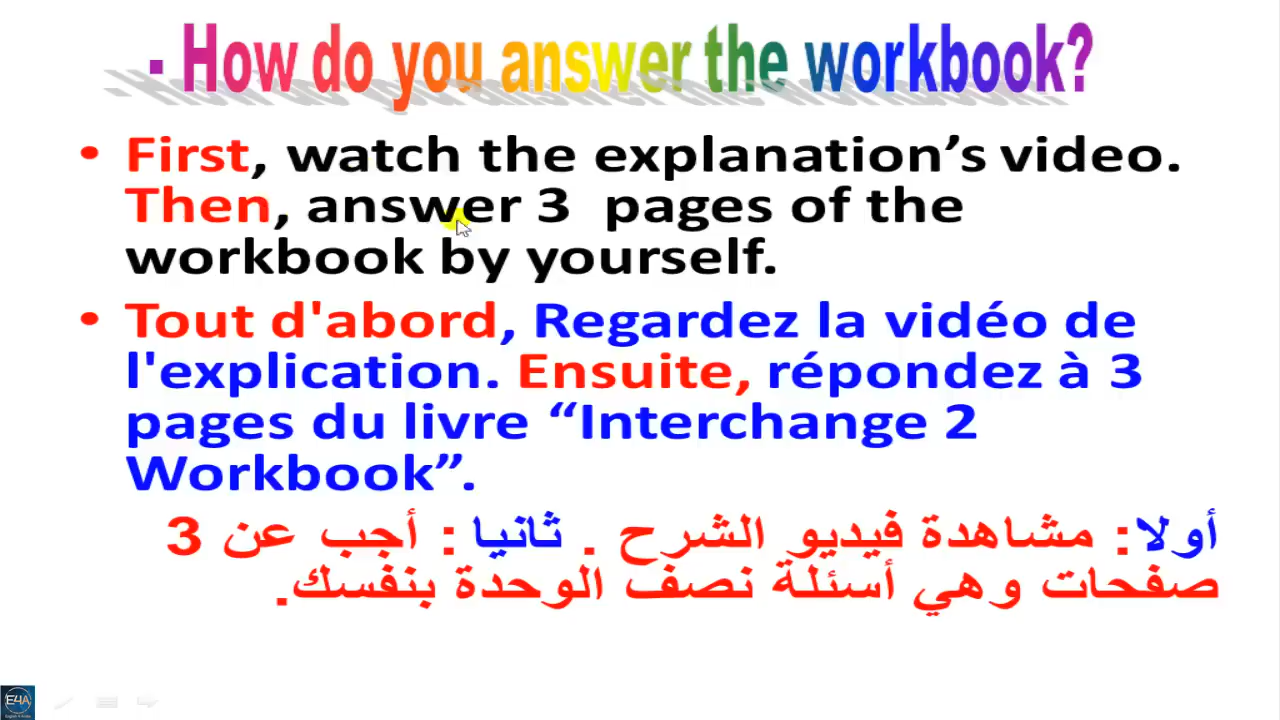 - How do you answer the workbook?
• First, watch the explanation’s video.
Then, answer 3 pages of the
workbook by yourself.
• Tout d'abord, Regardez la vidéo de
l'explication. Ensuite, répondez à 3
pages du livre “Interchange 2
Workbook”.
أولا: مشاهدة فيديو الشرح . ثانيا : أجب عن 3
صفحات وهي أسئلة نصف الوحدة بنفسك.
E4A